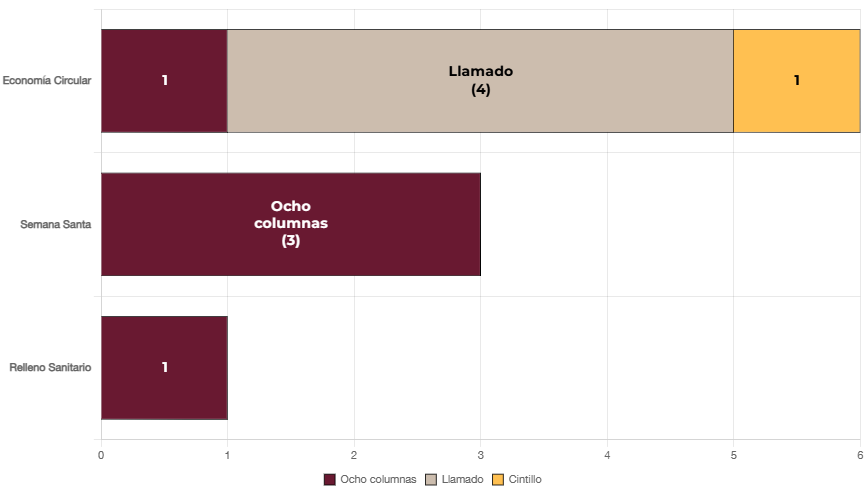 Economía Circular
1
Llamado
(4)
1
Semana Santa
Ocho
columnas
(3)
Relleno Sanitario
1
0 1 2 3 4 5 6
Ocho columnas Llamado Cintillo